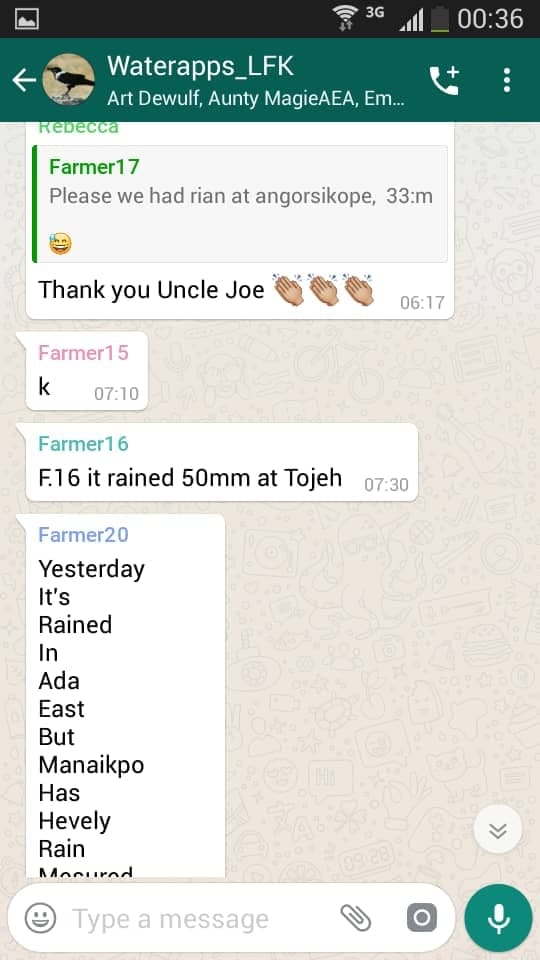 3G 00:36
Waterapps_LFK
Art Dewulf, Aunty MagieAEA, Em...
Rebecca
Farmer17
Please we had rian at angorsikope,  33:m
Thank you Uncle Joe
06:17
Farmer15
k 07:10
Farmer16
F.16 it rained 50mm at Tojeh 07:30
Farmer20
Yesterday
It's
Rained
In
Ada
East
But
Manaikpo
Has
Hevely
Rain
Mesured
Type a message